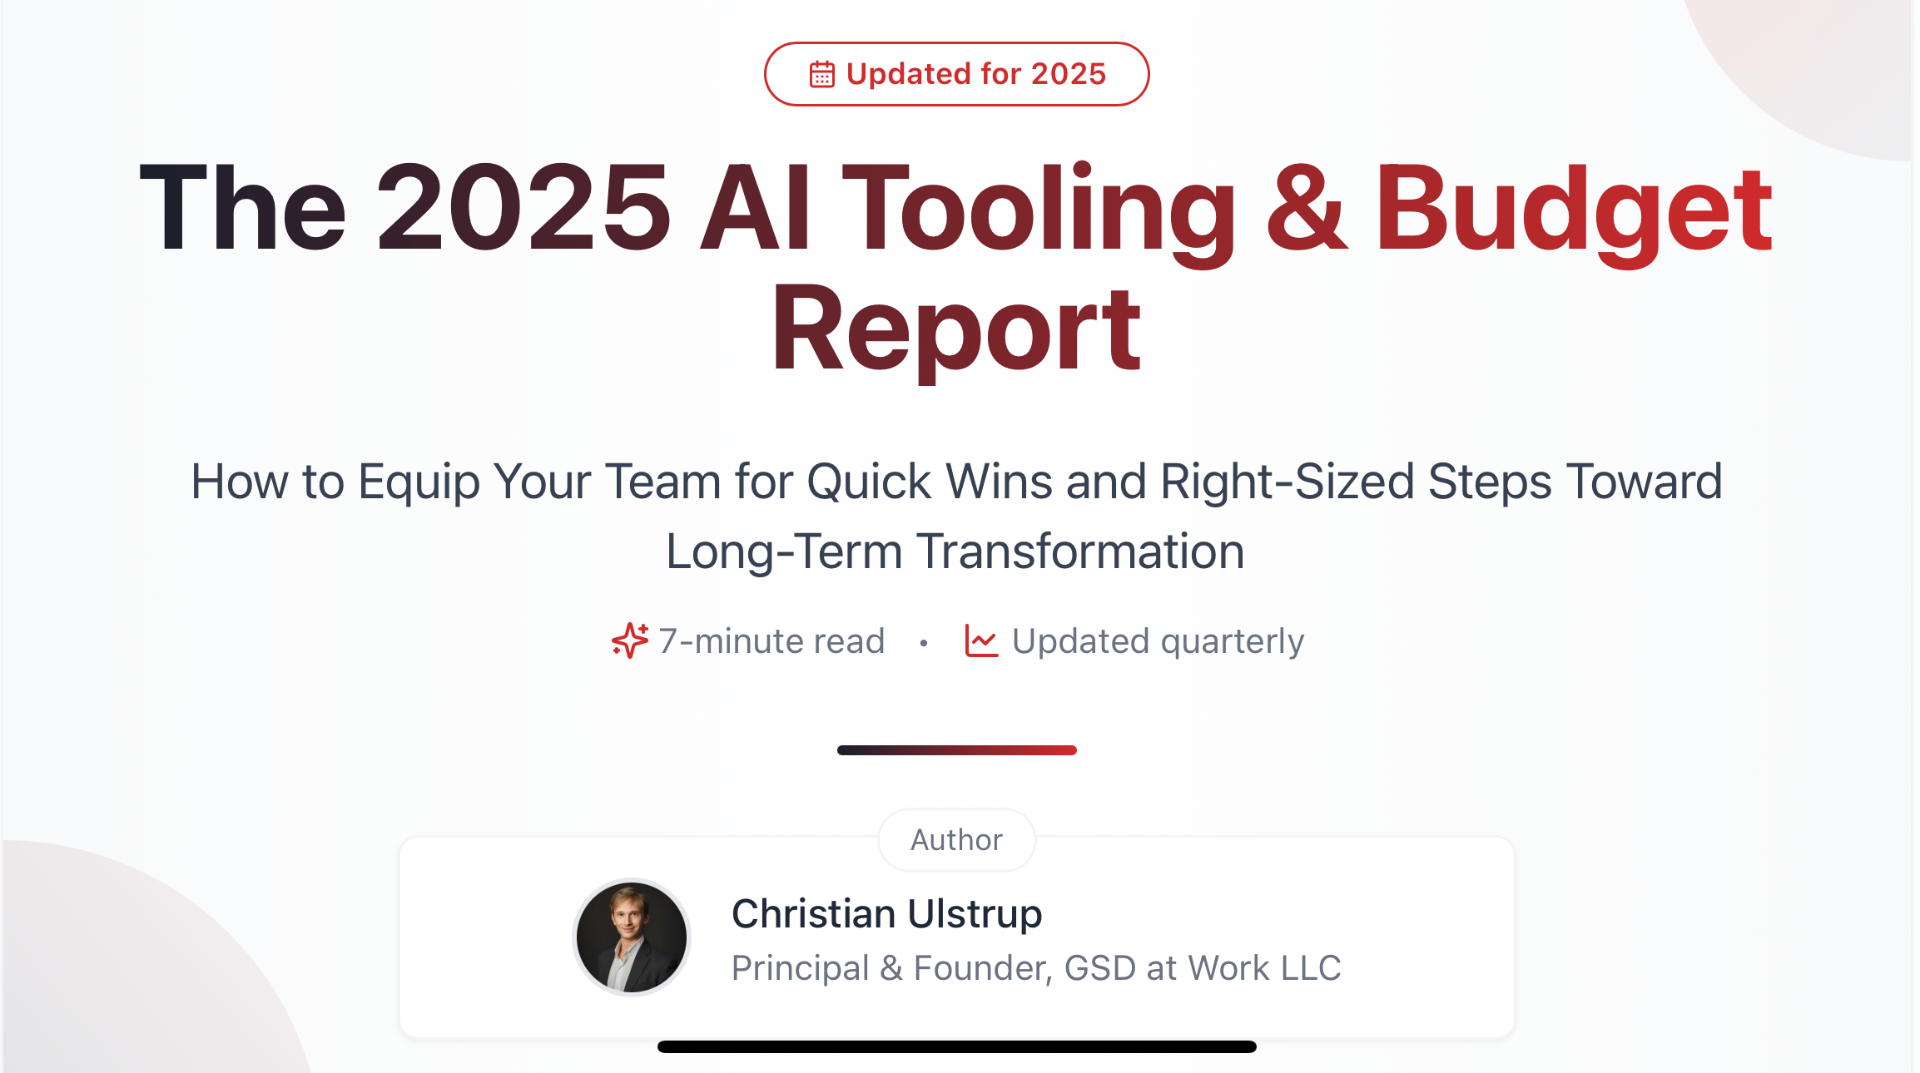 Updated for 2025
The 2025 AI Tooling & Budget
Report
How to Equip Your Team for Quick Wins and Right-Sized Steps Toward
Long-Term Transformation
7-minute read • Updated quarterly
Author
Christian Ulstrup
Principal & Founder, GSD at Work LLC